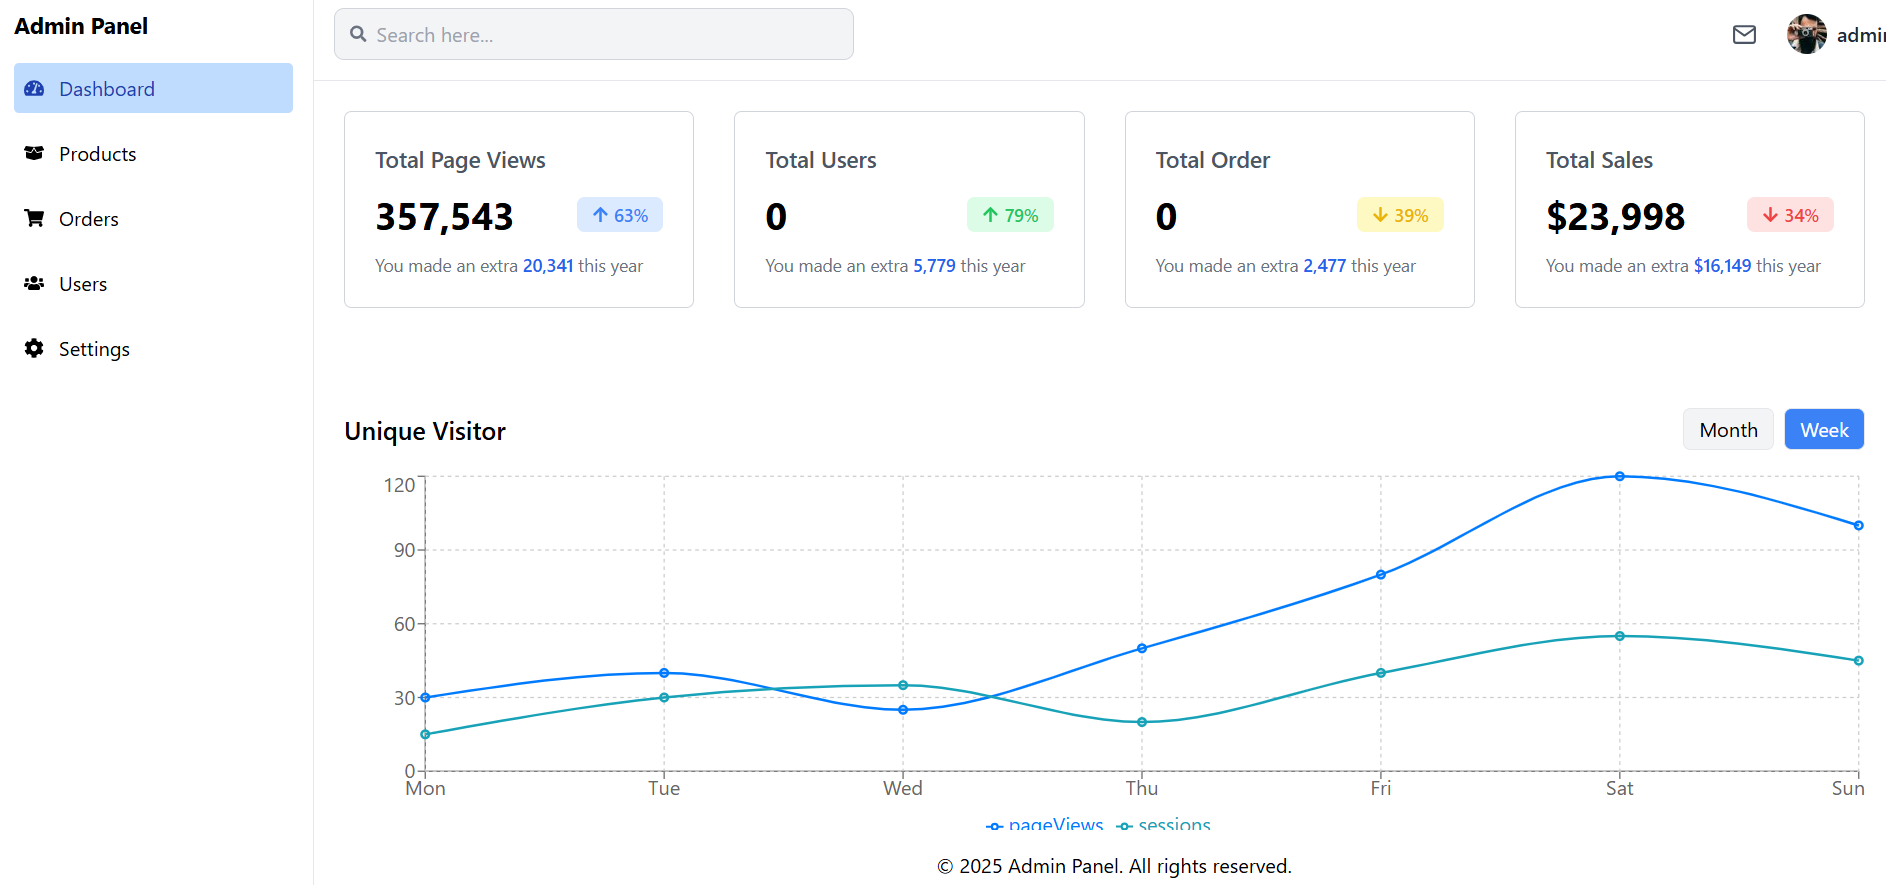 Admin Panel
Dashboard
Products
Orders
Users
Settings
Search here...
admin
Total Page Views
357,543
63%
You made an extra 20,341 this year
Total Users
0
79%
You made an extra 5,779 this year
Total Order
0
39%
You made an extra 2,477 this year
Total Sales
$23,998
34%
You made an extra $16,149 this year
Unique Visitor
Month
Week
120
90
60
30
0
Mon Tue Wed Thu Fri Sat Sun
pageViews sessions
© 2025 Admin Panel. All rights reserved.